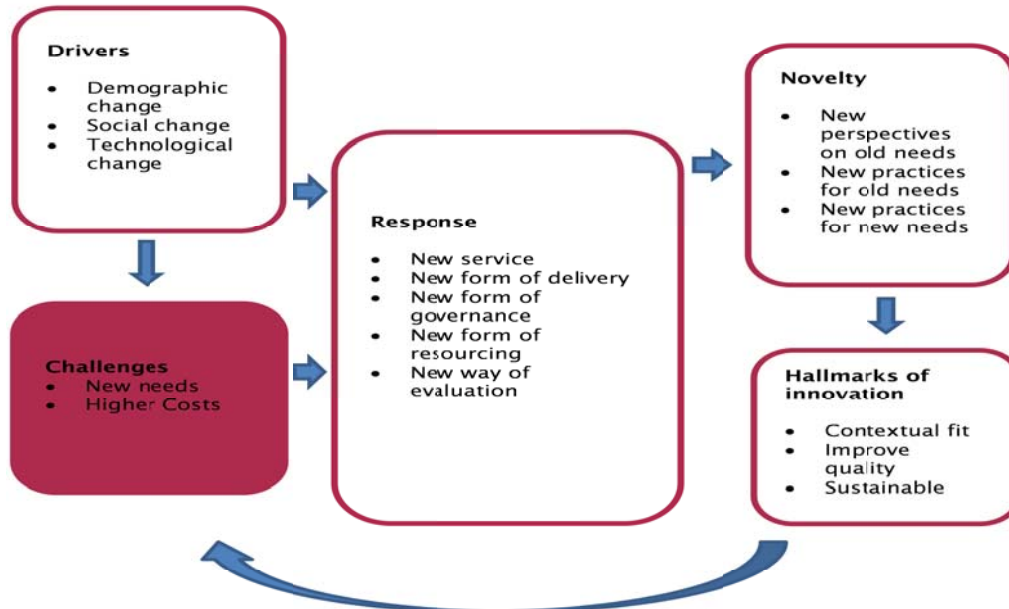 Drivers
• Demographic
change
• Social change
• Technological
change
Challenges
• New needs
• Higher Costs
Response
• New service
• New form of delivery
• New form of
governance
• New form of
resourcing
• New way of
evaluation
Novelty
• New
perspectives
on old needs
• New practices
for old needs
• New practices
for new needs
Hallmarks of
innovation
• Contextual fit
• Improve
quality
• Sustainable